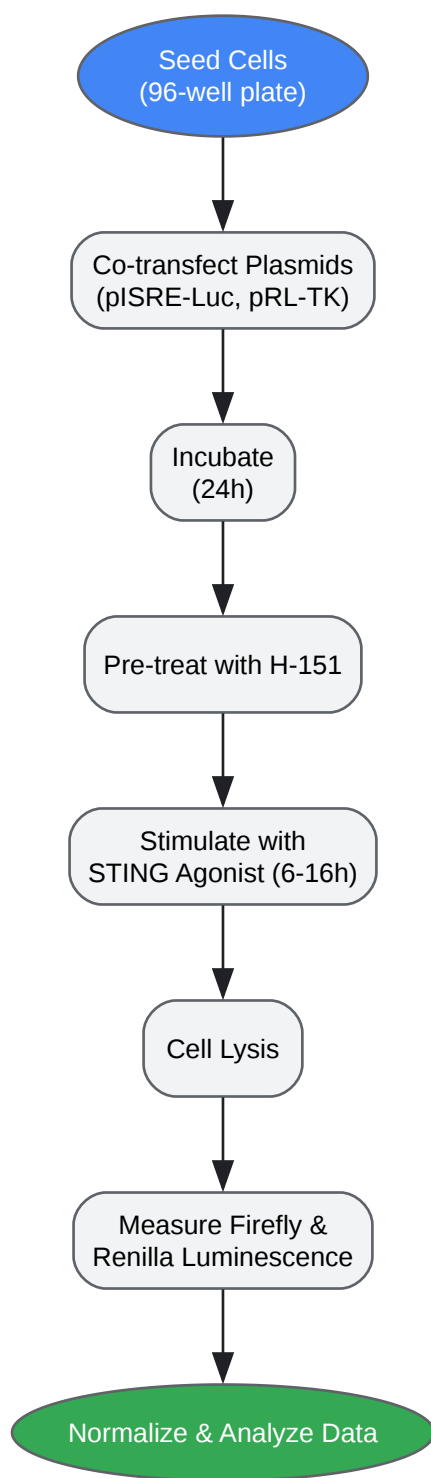 Seed Cells
(96-well plate)
Co-transfect Plasmids
(pISRE-Luc, pRL-TK)
Incubate
(24h)
Pre-treat with H-151
Stimulate with
STING Agonist (6-16h)
Cell Lysis
Measure Firefly &
Renilla Luminescence
Normalize & Analyze Data